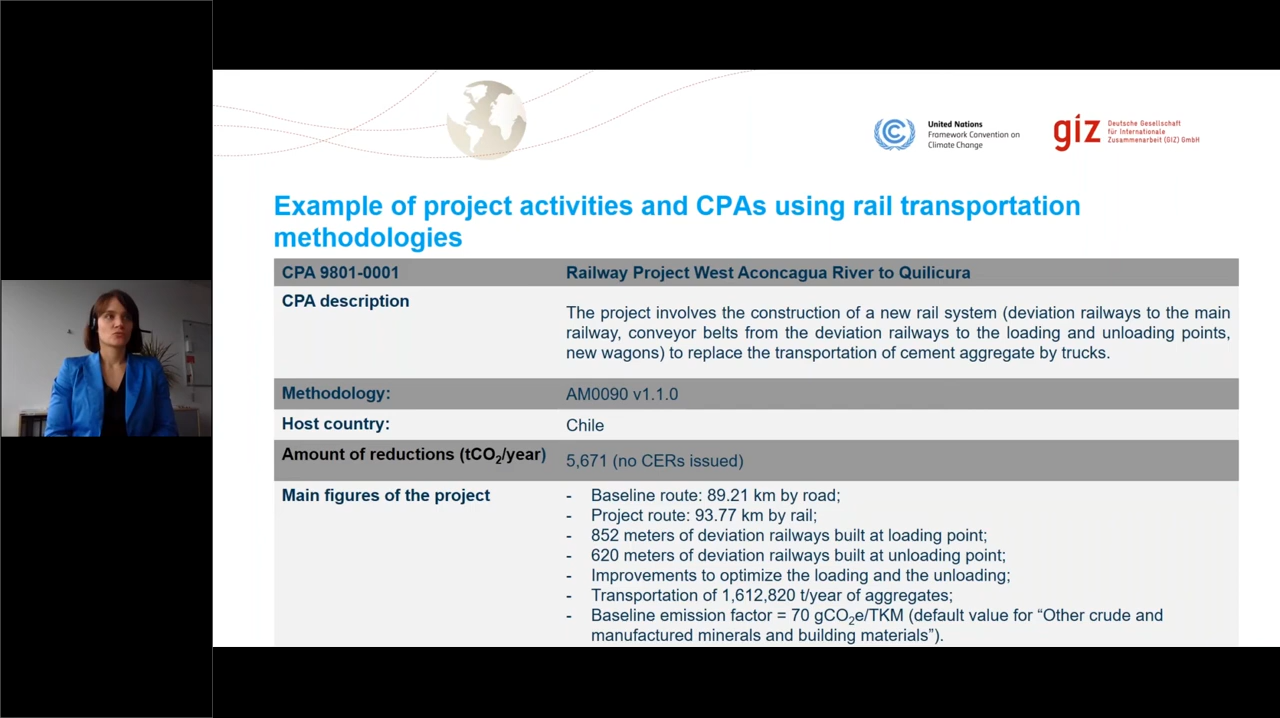 United Nations
Framework Convention on
Climate Change
giz
Deutsche Gesellschaft
für Internationale
Zusammenarbeit (GIZ) GmbH
Example of project activities and CPAs using rail transportation
methodologies
CPA 9801-0001
Railway Project West Aconcagua River to Quilicura
CPA description
The project involves the construction of a new rail system (deviation railways to the main
railway, conveyor belts from the deviation railways to the loading and unloading points,
new wagons) to replace the transportation of cement aggregate by trucks.
Methodology:
AM0090 v1.1.0
Host country:
Chile
Amount of reductions (tCO₂/year)
5,671 (no CERs issued)
Main figures of the project
- Baseline route: 89.21 km by road;
- Project route: 93.77 km by rail;
- 852 meters of deviation railways built at loading point;
- 620 meters of deviation railways built at unloading point;
- Improvements to optimize the loading and the unloading;
- Transportation of 1,612,820 t/year of aggregates;
- Baseline emission factor = 70 gCO₂e/TKM (default value for “Other crude and
manufactured minerals and building materials”).